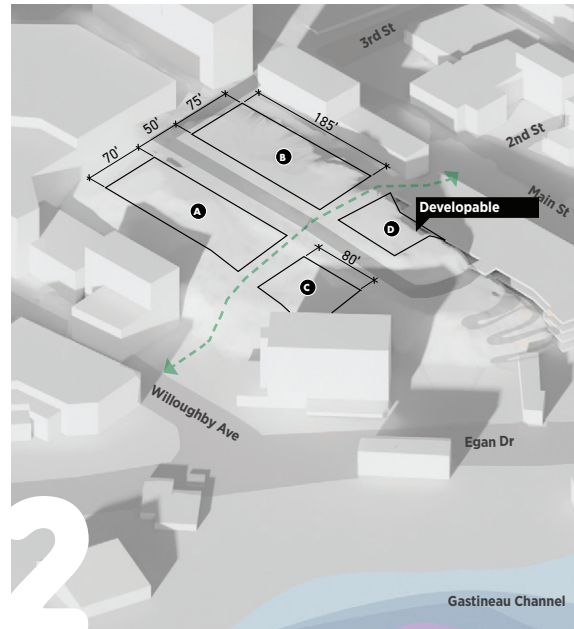 3rd St
75'
50'
70'
185'
2nd St
B
Main St
A
Developable
D
80'
C
Willoughby Ave
Egan Dr
2
Gastineau Channel